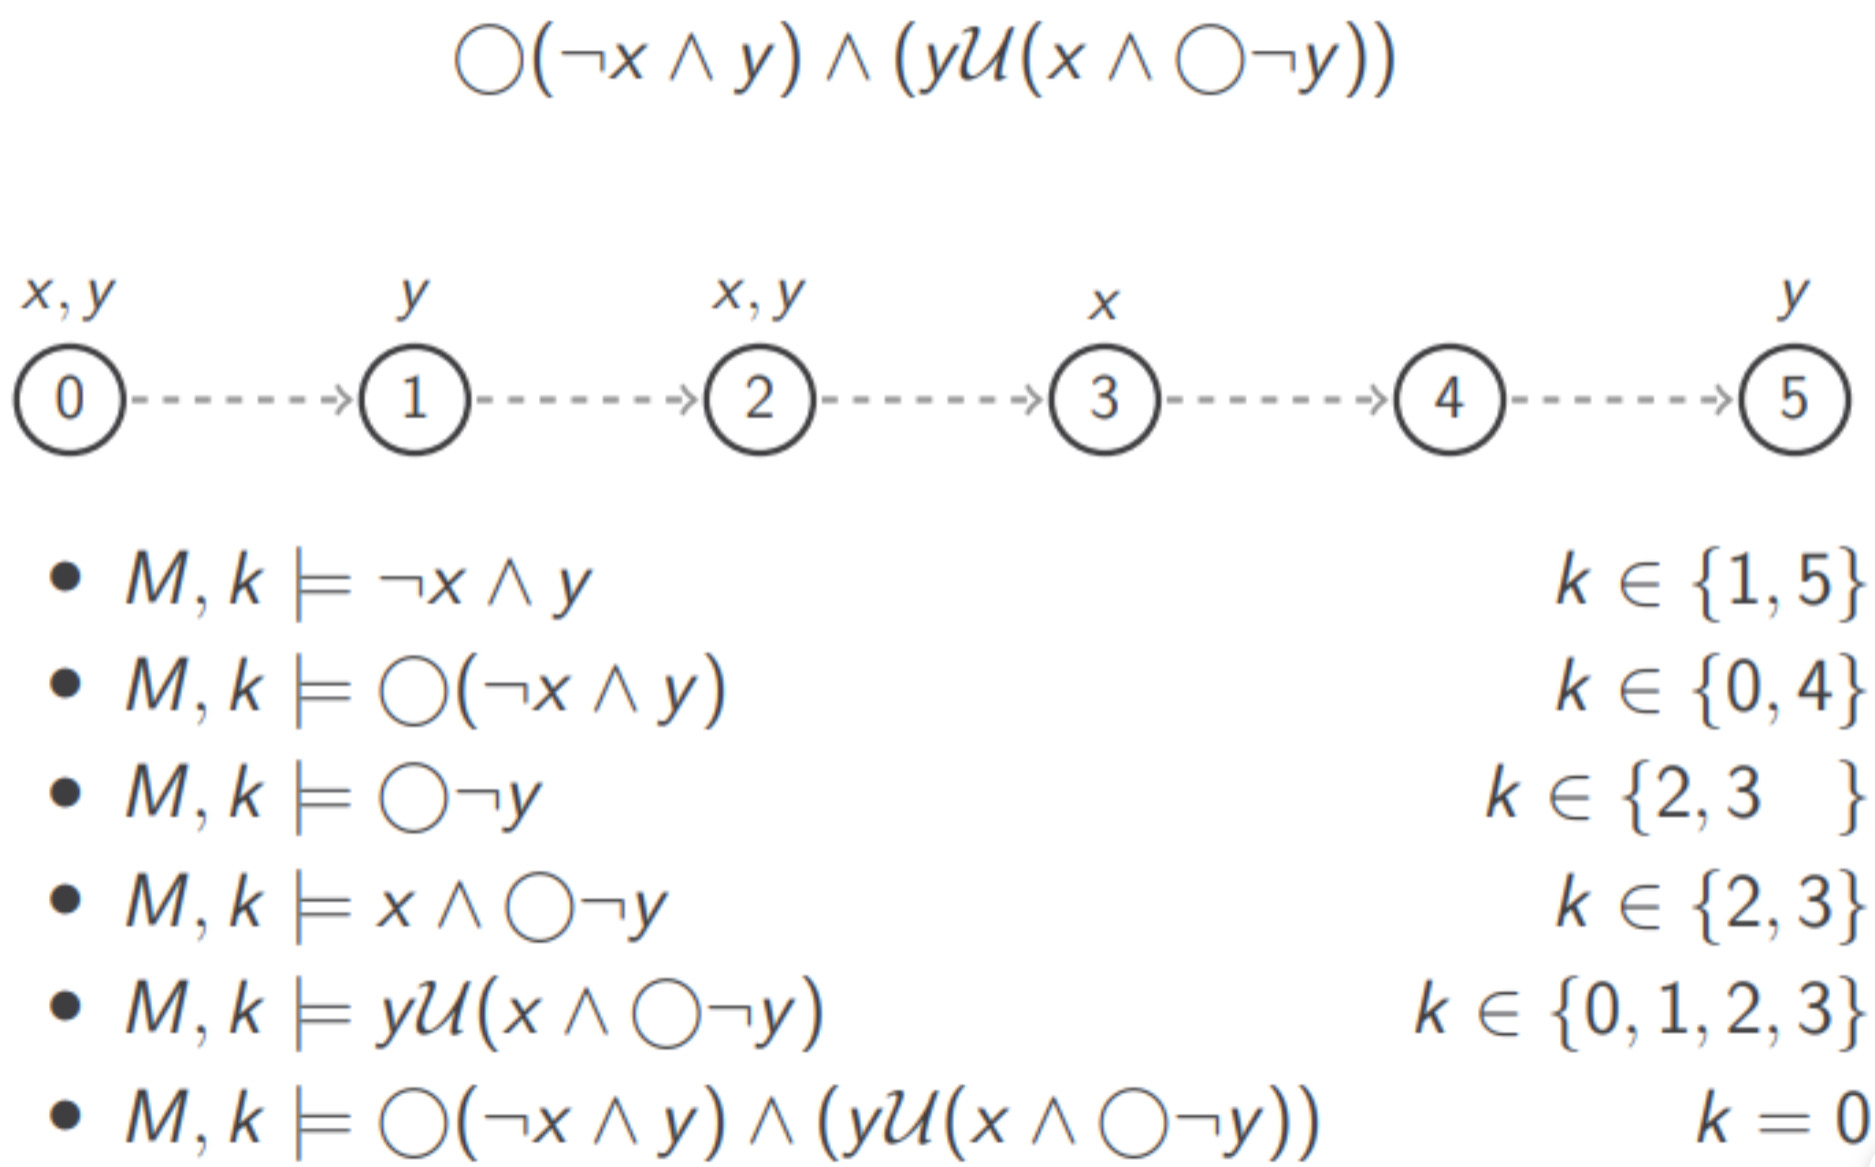 ◯(¬x ∧ y) ∧ (y𝒰(x ∧ ◯¬y))
x, y y x, y x y
0 1 2 3 4 5
• M, k ⊨ ¬x ∧ y k ∈ {1, 5}
• M, k ⊨ ◯(¬x ∧ y) k ∈ {0, 4}
• M, k ⊨ ◯¬y k ∈ {2, 3 }
• M, k ⊨ x ∧ ◯¬y k ∈ {2, 3}
• M, k ⊨ y𝒰(x ∧ ◯¬y) k ∈ {0, 1, 2, 3}
• M, k ⊨ ◯(¬x ∧ y) ∧ (y𝒰(x ∧ ◯¬y)) k = 0